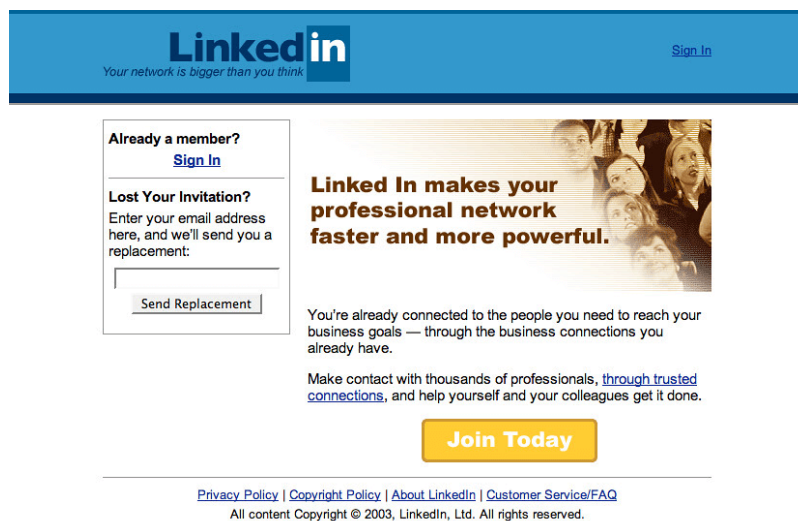 Linkedin
Your network is bigger than you think
Sign In
Already a member?
Sign In
Lost Your Invitation?
Enter your email address
here, and we'll send you a
replacement:
Send Replacement
Linked In makes your
professional network
faster and more powerful.
You're already connected to the people you need to reach your
business goals — through the business connections you
already have.
Make contact with thousands of professionals, through trusted
connections, and help yourself and your colleagues get it done.
Join Today
Privacy Policy | Copyright Policy | About LinkedIn | Customer Service/FAQ
All content Copyright © 2003, LinkedIn, Ltd. All rights reserved.